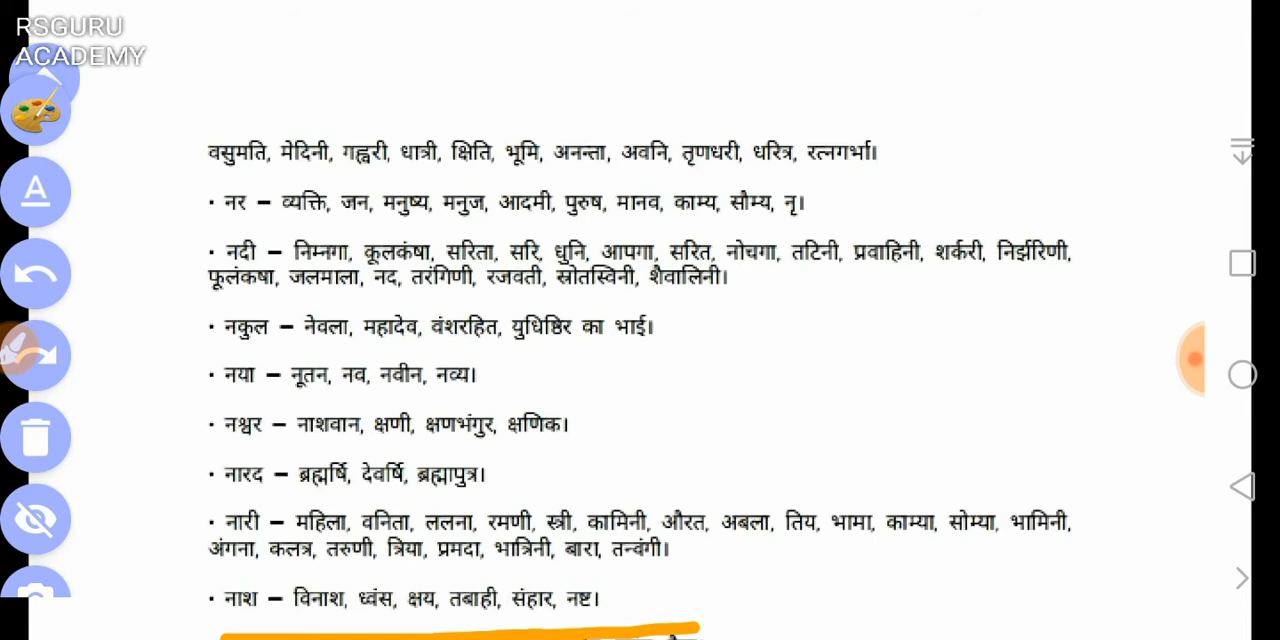 RSGURU
ACADEMY
वसुमति, मेदिनी, गह्वरी, धात्री, क्षिति, भूमि, अनन्ता, अवनि, तृणधरी, धरित्र, रत्नगर्भा।
· नर – व्यक्ति, जन, मनुष्य, मनुज, आदमी, पुरुष, मानव, काम्य, सौम्य, नृ।
· नदी – निम्नगा, कूलकंषा, सरिता, सरि, धुनि, आपगा, सरित, नोचगा, तटिनी, प्रवाहिनी, शर्करी, निर्झरिणी,
फूलंकषा, जलमाला, नद, तरंगिणी, रजवती, स्रोतस्विनी, शैवालिनी।
· नकुल – नेवला, महादेव, वंशरहित, युधिष्ठिर का भाई।
· नया – नूतन, नव, नवीन, नव्य।
· नश्वर – नाशवान, क्षणी, क्षणभंगुर, क्षणिक।
· नारद – ब्रह्मर्षि, देवर्षि, ब्रह्मापुत्र।
· नारी – महिला, वनिता, ललना, रमणी, स्त्री, कामिनी, औरत, अबला, तिय, भामा, काम्या, सोम्या, भामिनी,
अंगना, कलत्र, तरुणी, त्रिया, प्रमदा, भात्रिनी, बारा, तन्वंगी।
· नाश – विनाश, ध्वंस, क्षय, तबाही, संहार, नष्ट।